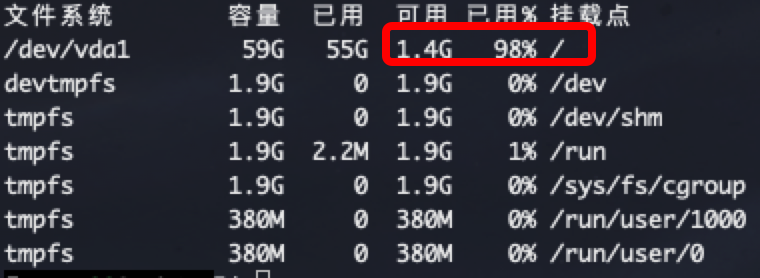 文件系统 容量 已用 可用 已用% 挂载点
/dev/vda1 59G 55G 1.4G 98% /
devtmpfs 1.9G 0 1.9G 0% /dev
tmpfs 1.9G 0 1.9G 0% /dev/shm
tmpfs 1.9G 2.2M 1.9G 1% /run
tmpfs 1.9G 0 1.9G 0% /sys/fs/cgroup
tmpfs 380M 0 380M 0% /run/user/1000
tmpfs 380M 0 380M 0% /run/user/0